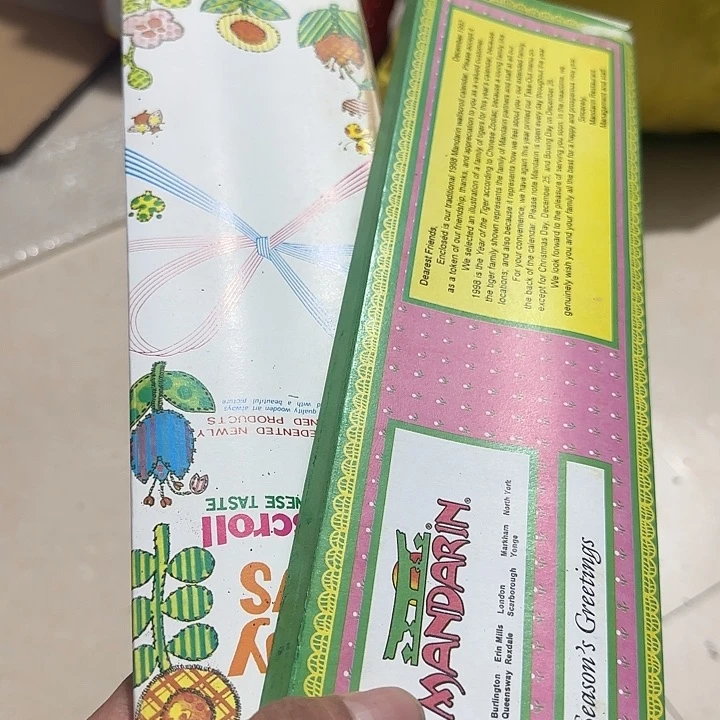 December 1997
Dearest Friends,
Enclosed is our traditional 1998 Mandarin wallscroll calendar. Please accept it
as a token of our friendship, thanks, and appreciation to you as a valued customer.
We selected an illustration of a family of tigers for this year's calendar, because
1998 is the Year of the Tiger according to Chinese Zodiac; because a loving family, like
the tiger family shown represents the family of Mandarin partners and staff at all our
locations; and also because it represents how we feel about you - our extended family.
For your convenience, we have again this year printed our Take-Out menu on
the back of the calendar. Please note Mandarin is open every day throughout the year,
except for Christmas Day, December 25, and Boxing Day on December 26.
We look forward to the pleasure of serving you soon. In the meantime, we
genuinely wish you and your family all the best for a happy and prosperous new year.
Sincerely,
Mandarin Restaurant
Management and staff.
MANDARIN®
Burlington Erin Mills London Markham North York
Queensway Rexdale Scarborough Yonge
eason's Greetings
scroll
NESE TASTE
EDENTED NEWLY
NED PRODUCTS
quality wooden art always
d with a beautiful picture